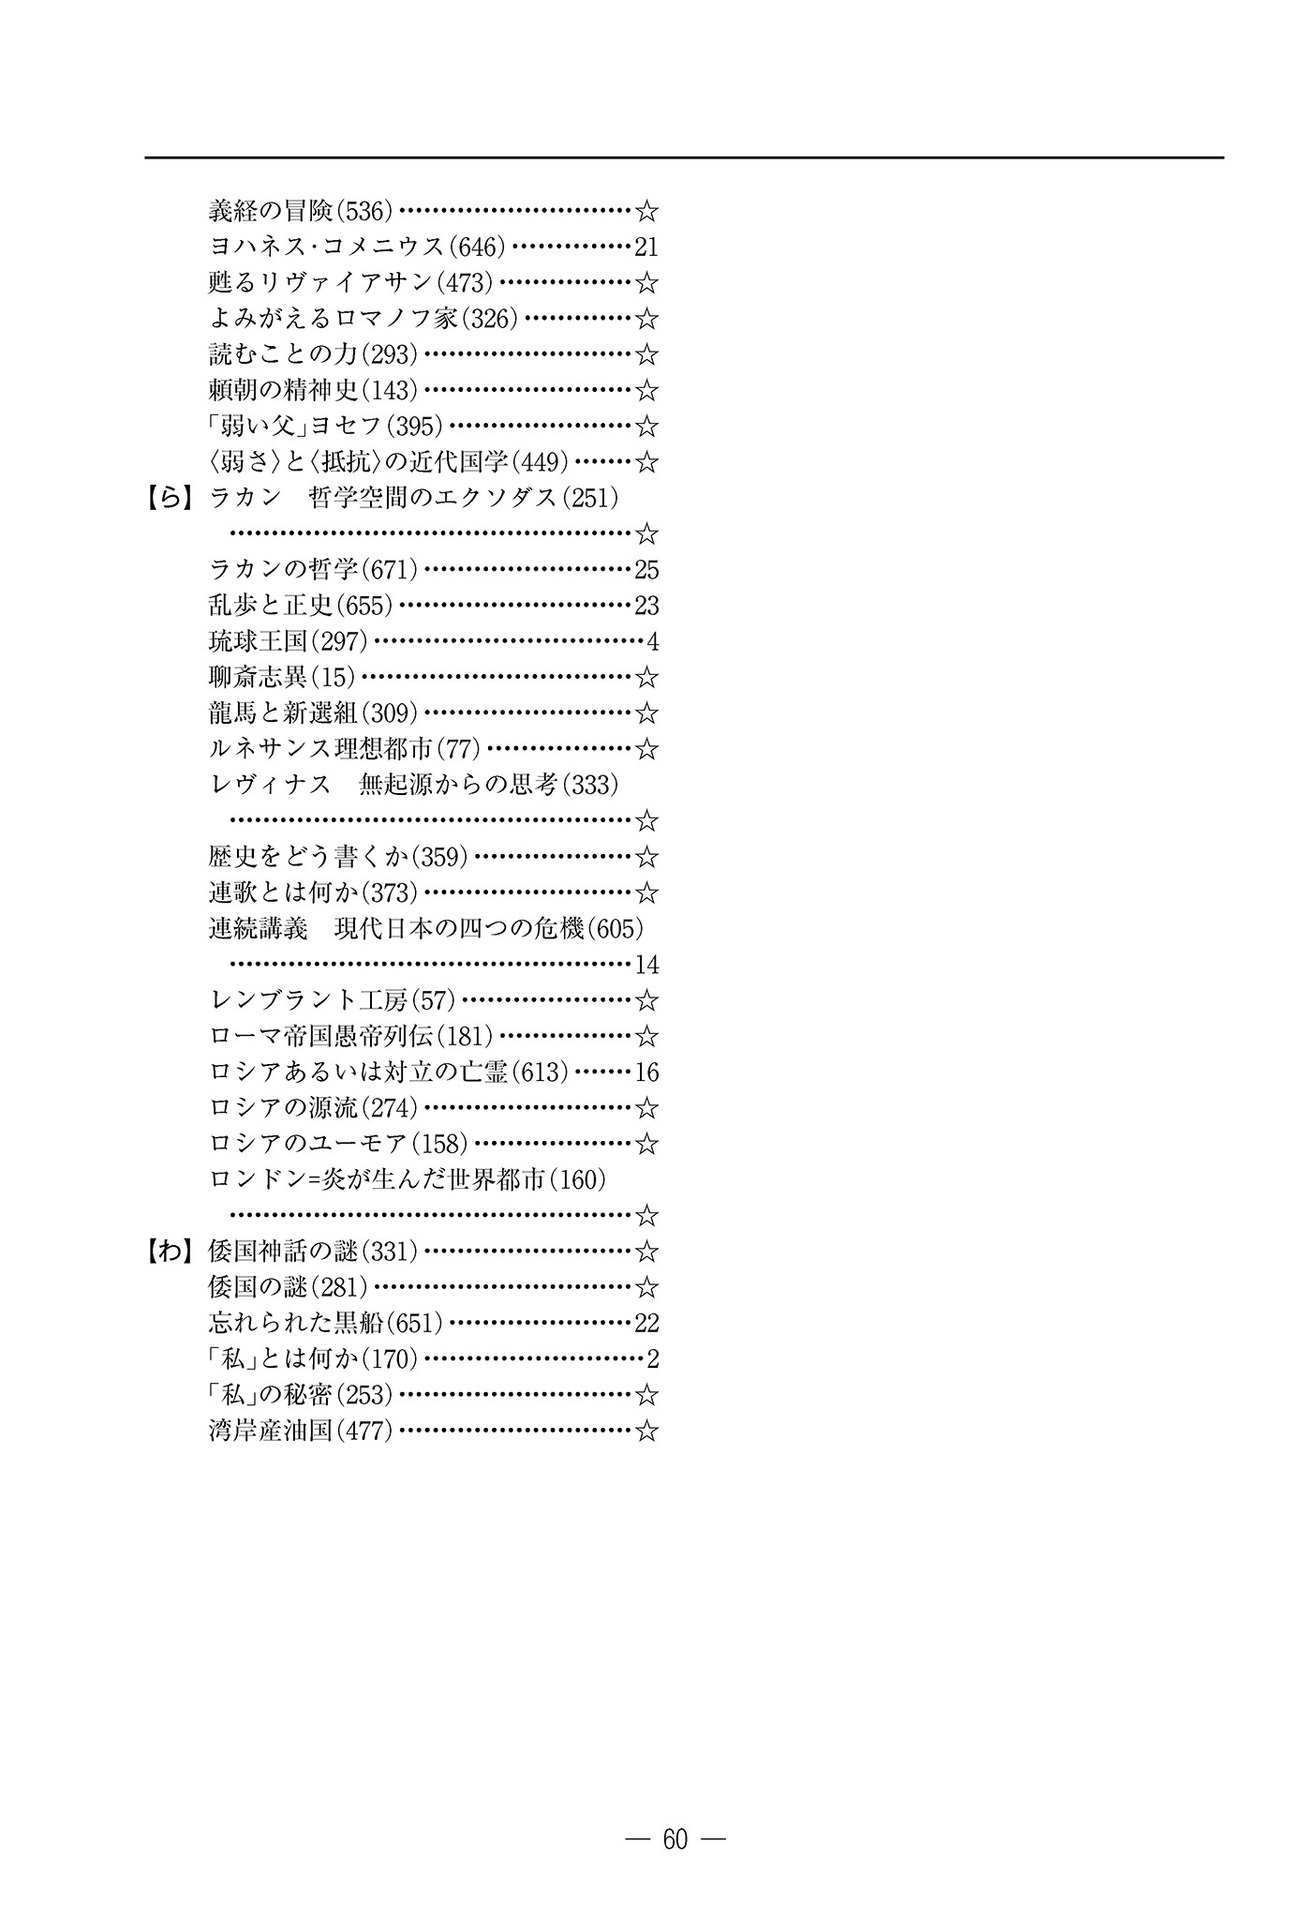 義経の冒険(536)…………………………☆
ヨハネス・コメニウス(646)……………21
甦るリヴァイアサン(473)………………☆
よみがえるロマノフ家(326)……………☆
読むことの力(293)………………………☆
頼朝の精神史(143)………………………☆
「弱い父」ヨセフ(395)……………………☆
〈弱さ〉と〈抵抗〉の近代国学(449)………☆
【ら】ラカン　哲学空間のエクソダス(251)
……………………………………………☆
ラカンの哲学(671)………………………25
乱歩と正史(655)…………………………23
琉球王国(297)………………………………4
聊斎志異(15)………………………………☆
龍馬と新選組(309)………………………☆
ルネサンス理想都市(77)…………………☆
レヴィナス　無起源からの思考(333)
……………………………………………☆
歴史をどう書くか(359)…………………☆
連歌とは何か(373)………………………☆
連続講義　現代日本の四つの危機(605)
……………………………………………14
レンブラント工房(57)……………………☆
ローマ帝国愚帝列伝(181)………………☆
ロシアあるいは対立の亡霊(613)………16
ロシアの源流(274)………………………☆
ロシアのユーモア(158)…………………☆
ロンドン=炎が生んだ世界都市(160)
……………………………………………☆
【わ】倭国神話の謎(331)………………………☆
倭国の謎(281)……………………………☆
忘れられた黒船(651)……………………22
「私」とは何か(170)…………………………2
「私」の秘密(253)…………………………☆
湾岸産油国(477)…………………………☆
— 60 —